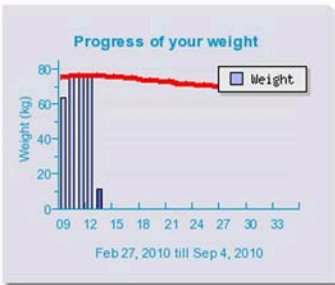 Progress of your weight
Weight
80
60
40
20
0
Weight (kg)
09 12 15 18 21 24 27 30 33
Feb 27, 2010 till Sep 4, 2010